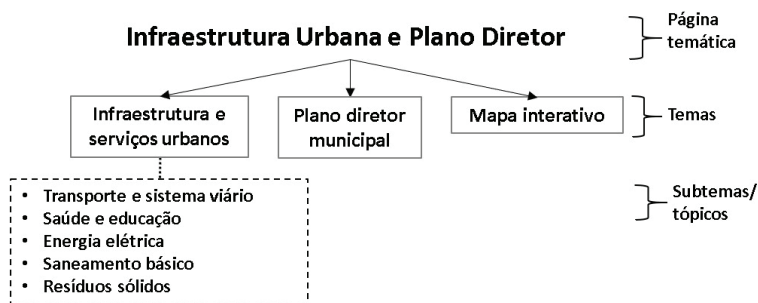 Infraestrutura Urbana e Plano Diretor
Página
temática
Infraestrutura e
serviços urbanos
Plano diretor
municipal
Mapa interativo
Temas
• Transporte e sistema viário
• Saúde e educação
• Energia elétrica
• Saneamento básico
• Resíduos sólidos
Subtemas/
tópicos